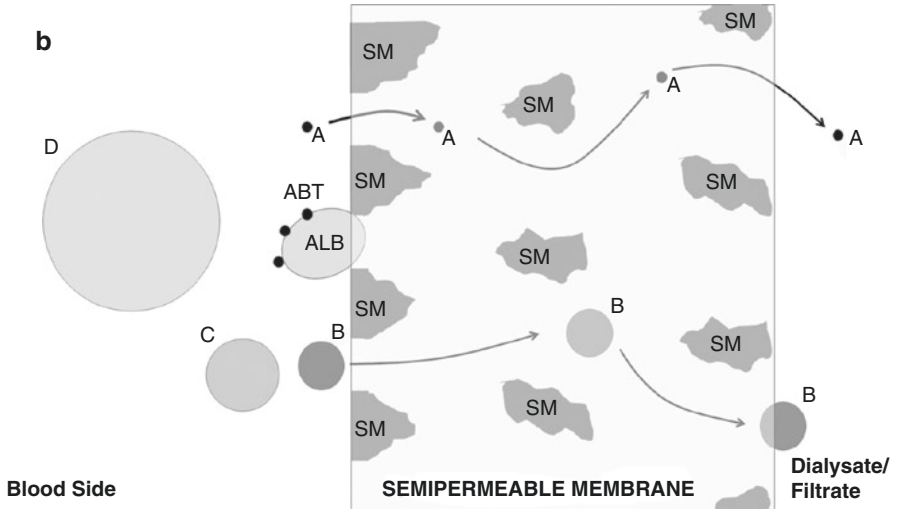 b
SM
SM
SM
A
A
A
A
D
SM
SM
ABT
ALB
SM
SM
B
C
B
SM
SM
B
SM
Blood Side
SEMIPERMEABLE MEMBRANE
Dialysate/
Filtrate